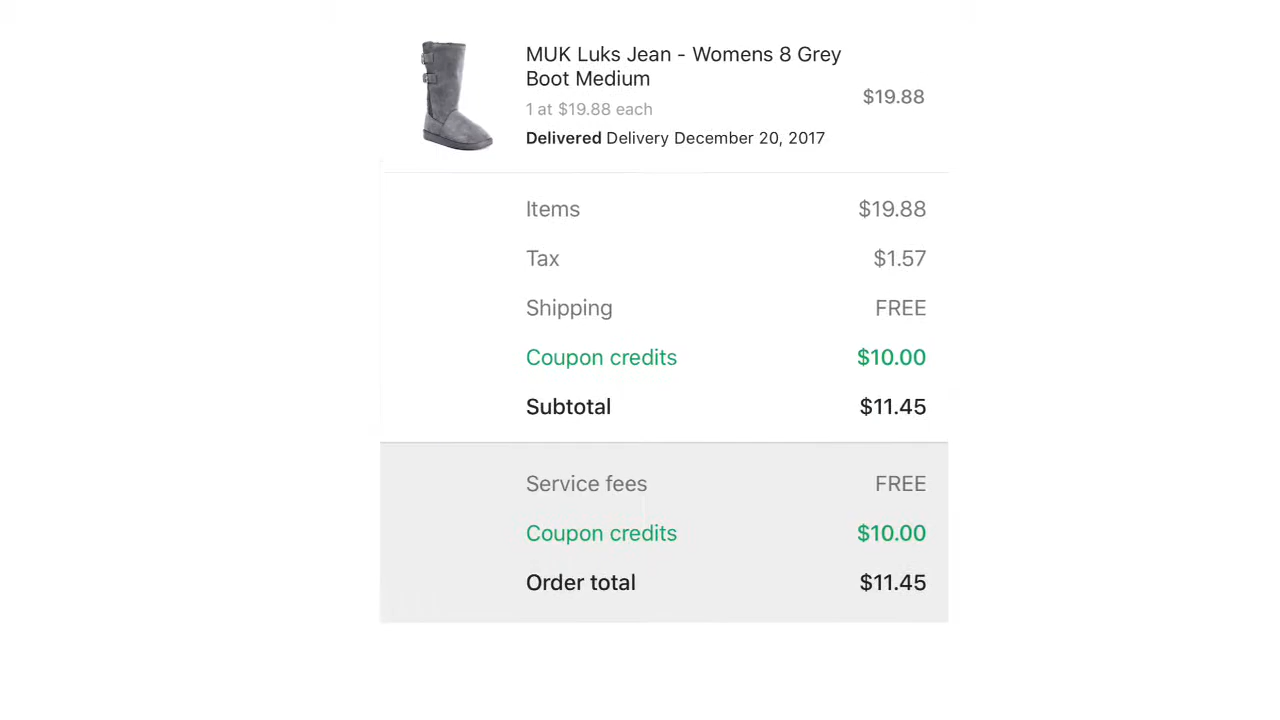 MUK Luks Jean - Womens 8 Grey
Boot Medium
$19.88
1 at $19.88 each
Delivered Delivery December 20, 2017
Items $19.88
Tax $1.57
Shipping FREE
Coupon credits $10.00
Subtotal $11.45
Service fees FREE
Coupon credits $10.00
Order total $11.45